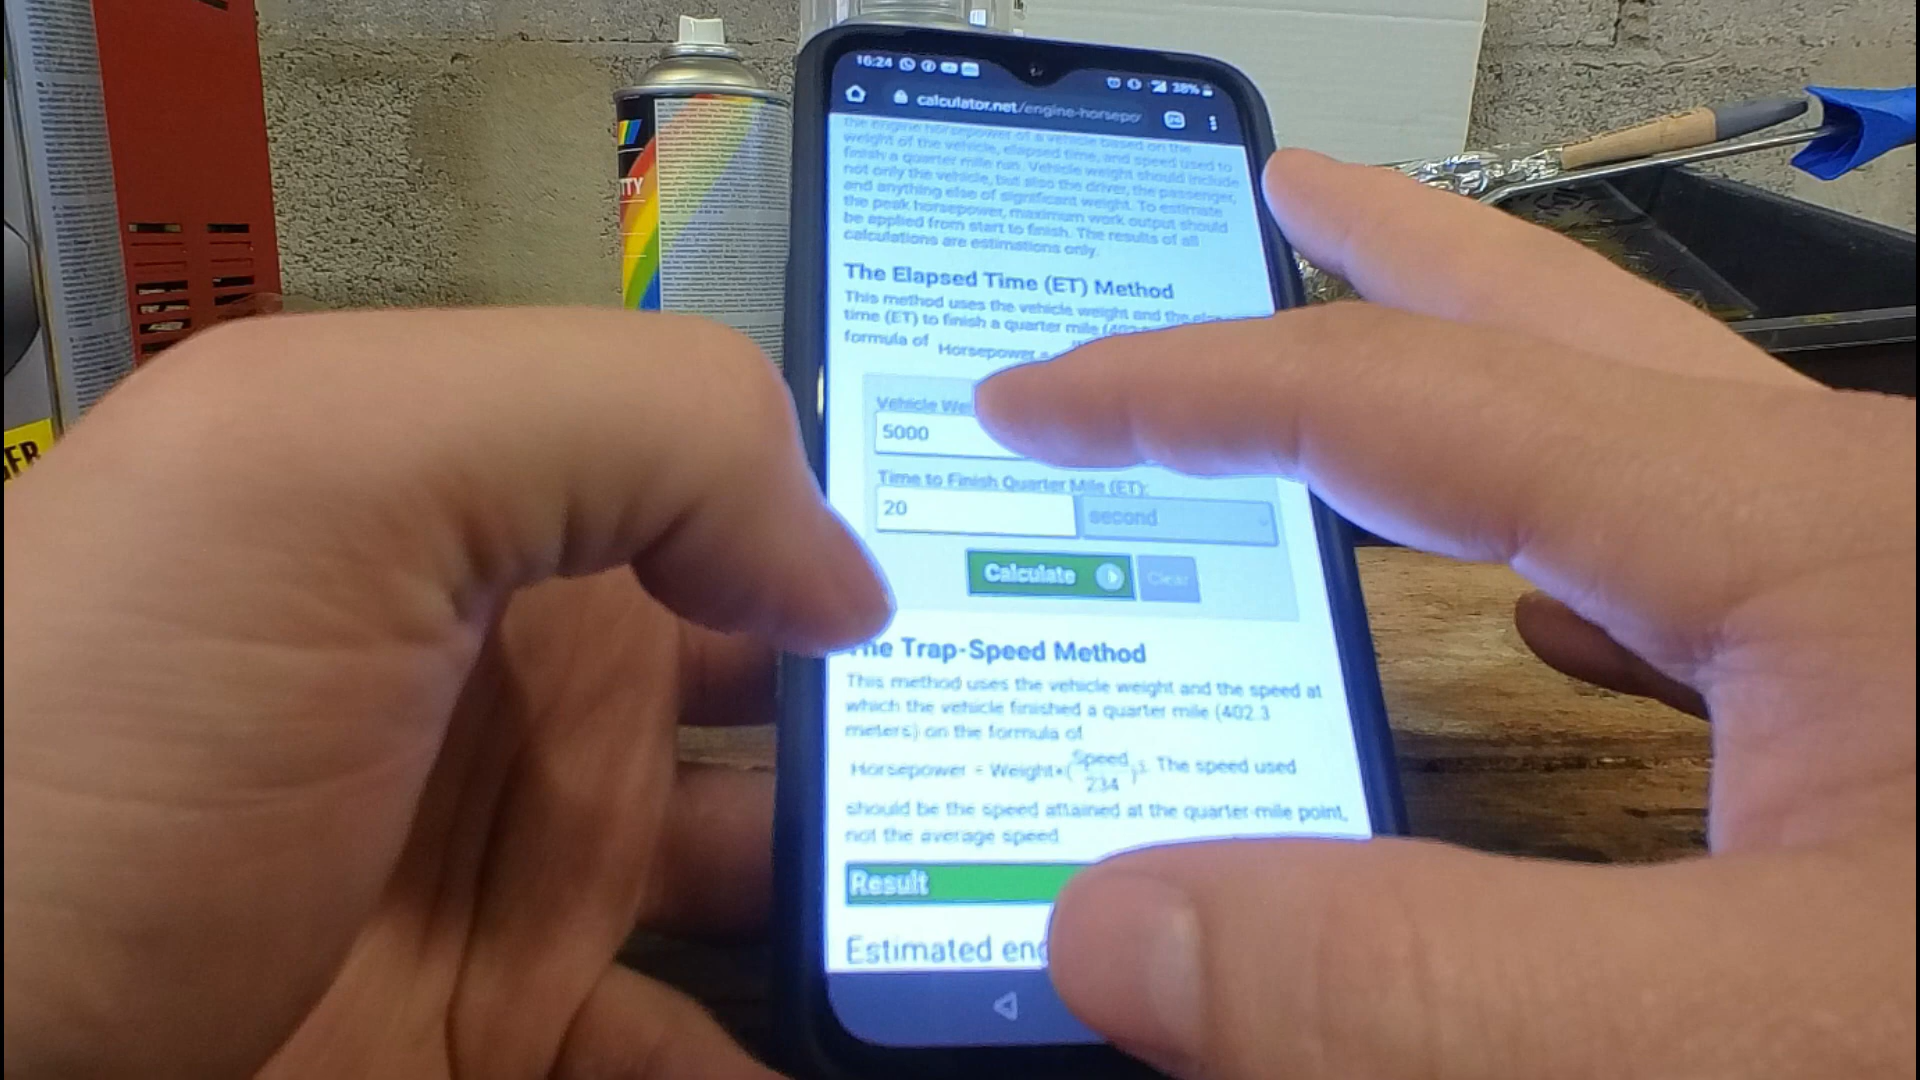 16:24
38%
calculator.net/engine-horsepo
the engine horsepower of a vehicle based on the
weight of the vehicle, elapsed time, and speed used to
finish a quarter mile run. Vehicle weight should include
not only the vehicle, but also the driver, the passenger,
and anything else of significant weight. To estimate
the peak horsepower, maximum work output should
be applied from start to finish. The results of all
calculations are estimations only.
The Elapsed Time (ET) Method
This method uses the vehicle weight and the
time (ET) to finish a quarter mile
formula of Horsepower =
Vehicle
5000
Time to Finish Quarter Mile (ET):
20 second
Calculate Clear
The Trap-Speed Method
This method uses the vehicle weight and the speed at
which the vehicle finished a quarter mile (402.3
meters) on the formula of
Horsepower = Weight×(Speed/234)³. The speed used
should be the speed attained at the quarter-mile point,
not the average speed
Result
Estimated
TTY